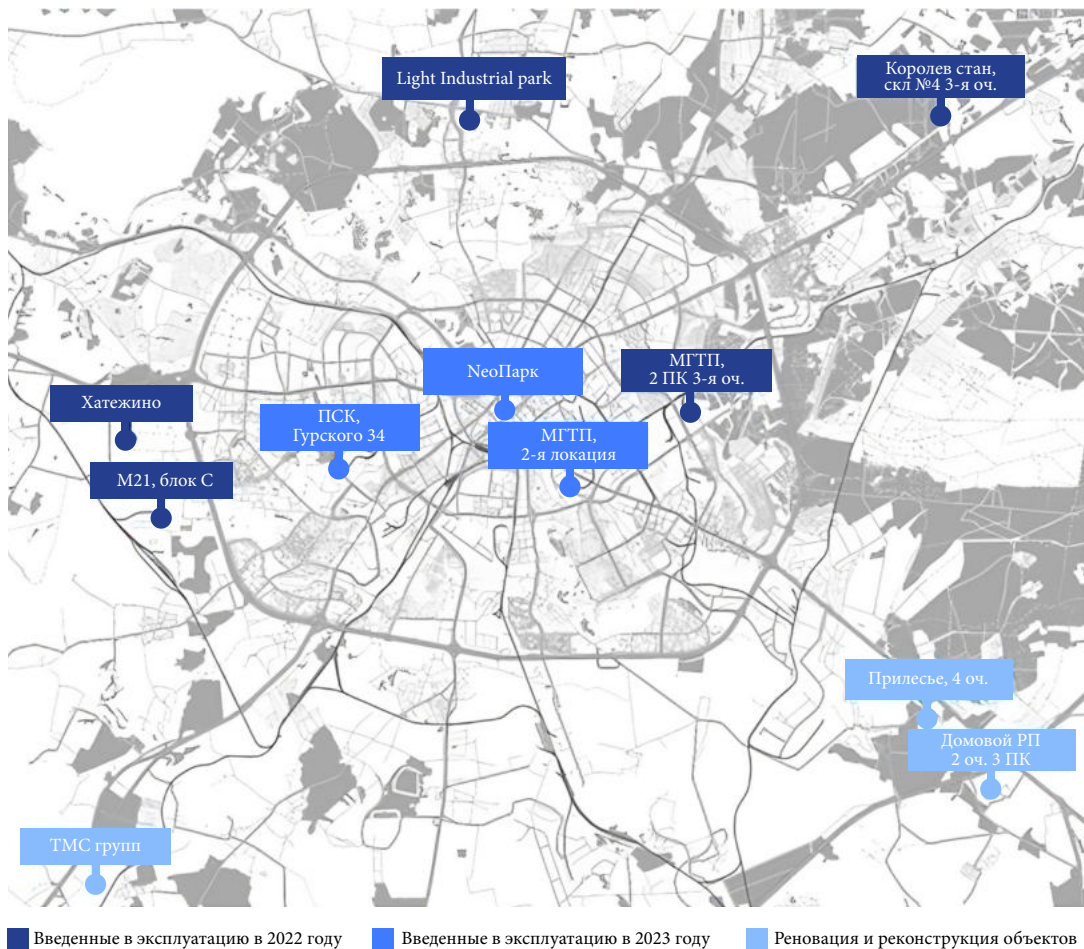 Light Industrial park
Королев стан,
скл №4 3-я оч.
NeoПарк
МГТП,
2 ПК 3-я оч.
Хатежино
ПСК,
Гурского 34
МГТП,
2-я локация
М21, блок С
Прилесье, 4 оч.
Домовой РП
2 оч. 3 ПК
ТМС групп
Введенные в эксплуатацию в 2022 году
Введенные в эксплуатацию в 2023 году
Реновация и реконструкция объектов